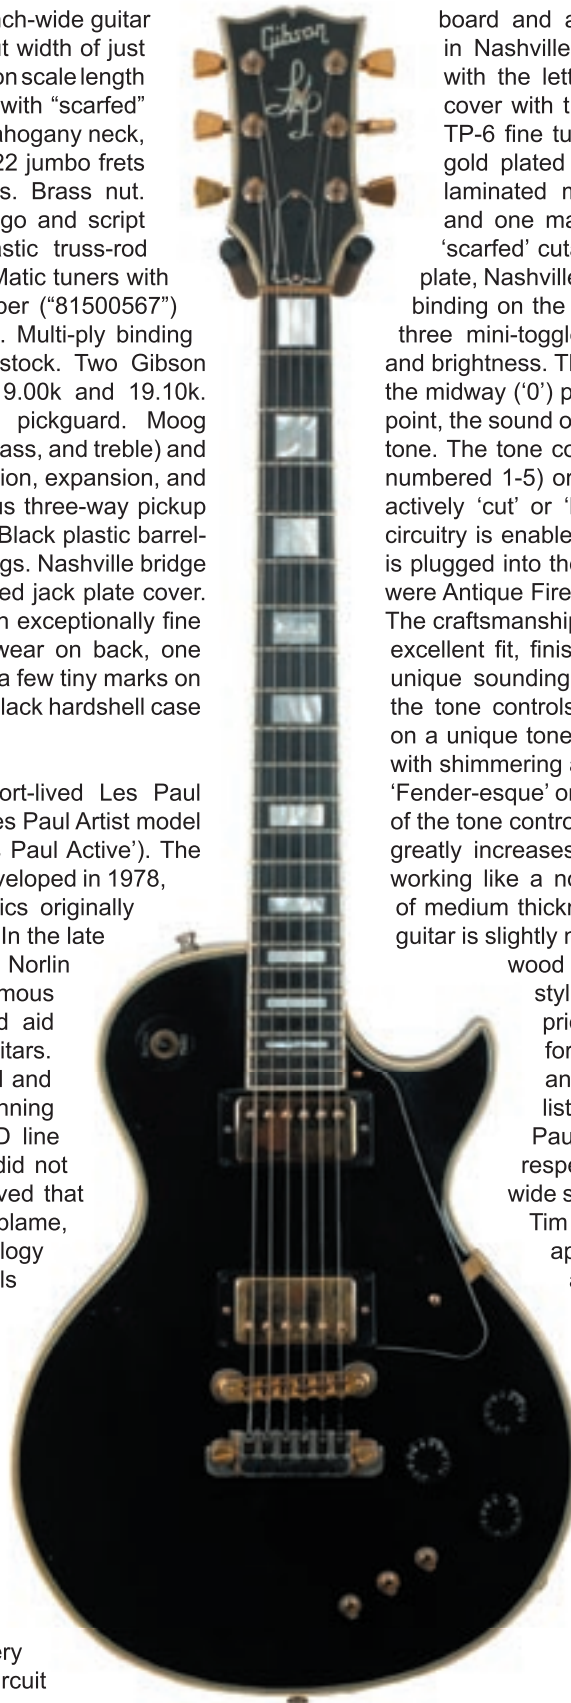 Gibson
LP
nch-wide guitar
t width of just
on scale length
with “scarfed”
ahogany neck,
22 jumbo frets
s. Brass nut.
go and script
astic truss-rod
Matic tuners with
ber (“81500567”)
. Multi-ply binding
stock. Two Gibson
9.00k and 19.10k.
pickguard. Moog
ass, and treble) and
ion, expansion, and
us three-way pickup
Black plastic barrel-
gs. Nashville bridge
ed jack plate cover.
n exceptionally fine
wear on back, one
a few tiny marks on
lack hardshell case
ort-lived Les Paul
es Paul Artist model
s Paul Active’). The
veloped in 1978,
ics originally
In the late
Norlin
mous
d aid
itars.
l and
nning
D line
did not
ved that
blame,
logy
ls
ery
rcuit
board and a
in Nashville
with the lett
cover with th
TP-6 fine tu
gold plated
laminated m
and one ma
‘scarfed’ cuta
plate, Nashville
binding on the
three mini-toggle
and brightness. Th
the midway (‘0’) p
point, the sound o
tone. The tone co
numbered 1-5) or
actively ‘cut’ or ‘b
circuitry is enable
is plugged into the
were Antique Fire
The craftsmanship
excellent fit, finis
unique sounding
the tone controls
on a unique tone
with shimmering a
‘Fender-esque’ or
of the tone contro
greatly increases
working like a no
of medium thickn
guitar is slightly n
wood
styl
pric
for
an
list
Pau
respe
wide s
Tim
ap
a